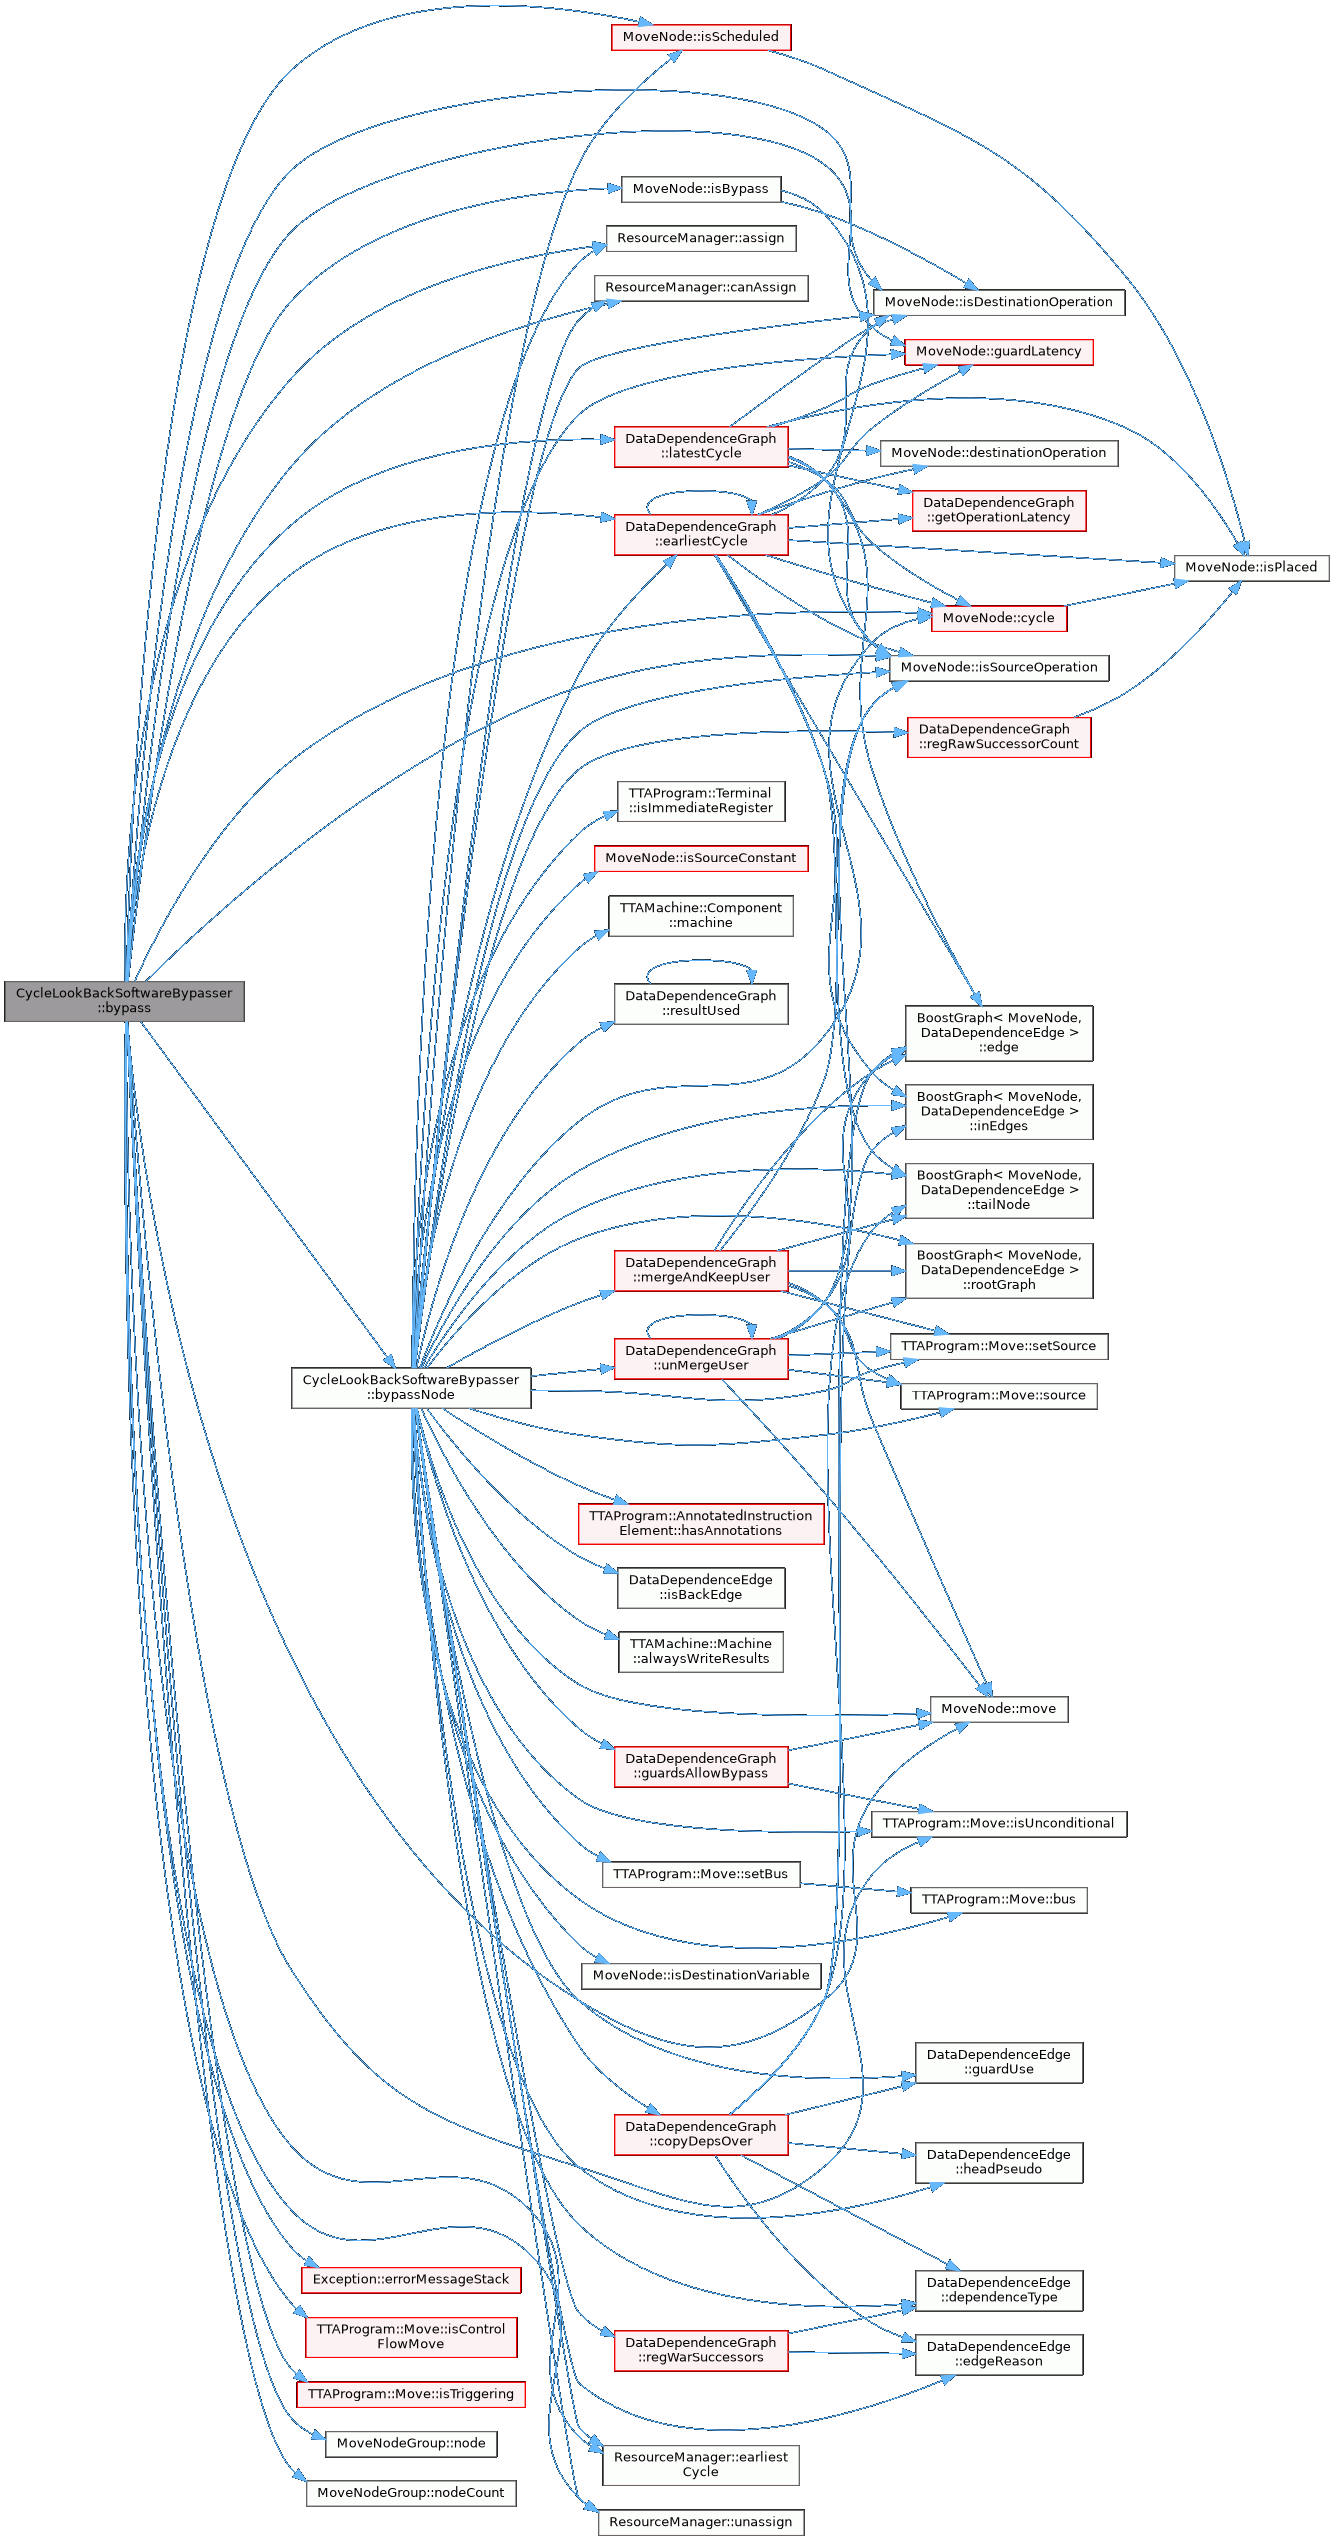 CycleLookBackSoftwareBypasser
::bypass
CycleLookBackSoftwareBypasser
::bypassNode
Exception::errorMessageStack
TTAProgram::Move::isControl
FlowMove
TTAProgram::Move::isTriggering
MoveNodeGroup::node
MoveNodeGroup::nodeCount
MoveNode::isScheduled
MoveNode::isBypass
ResourceManager::assign
ResourceManager::canAssign
DataDependenceGraph
::latestCycle
DataDependenceGraph
::earliestCycle
TTAProgram::Terminal
::isImmediateRegister
MoveNode::isSourceConstant
TTAMachine::Component
::machine
DataDependenceGraph
::resultUsed
DataDependenceGraph
::mergeAndKeepUser
DataDependenceGraph
::unMergeUser
TTAProgram::AnnotatedInstruction
Element::hasAnnotations
DataDependenceEdge
::isBackEdge
TTAMachine::Machine
::alwaysWriteResults
DataDependenceGraph
::guardsAllowBypass
TTAProgram::Move::setBus
MoveNode::isDestinationVariable
DataDependenceGraph
::copyDepsOver
DataDependenceGraph
::regWarSuccessors
ResourceManager::earliest
Cycle
ResourceManager::unassign
MoveNode::isDestinationOperation
MoveNode::guardLatency
MoveNode::destinationOperation
DataDependenceGraph
::getOperationLatency
MoveNode::cycle
MoveNode::isSourceOperation
DataDependenceGraph
::regRawSuccessorCount
BoostGraph< MoveNode,
DataDependenceEdge >
::edge
BoostGraph< MoveNode,
DataDependenceEdge >
::inEdges
BoostGraph< MoveNode,
DataDependenceEdge >
::tailNode
BoostGraph< MoveNode,
DataDependenceEdge >
::rootGraph
TTAProgram::Move::setSource
TTAProgram::Move::source
MoveNode::move
TTAProgram::Move::isUnconditional
TTAProgram::Move::bus
DataDependenceEdge
::guardUse
DataDependenceEdge
::headPseudo
DataDependenceEdge
::dependenceType
DataDependenceEdge
::edgeReason
MoveNode::isPlaced